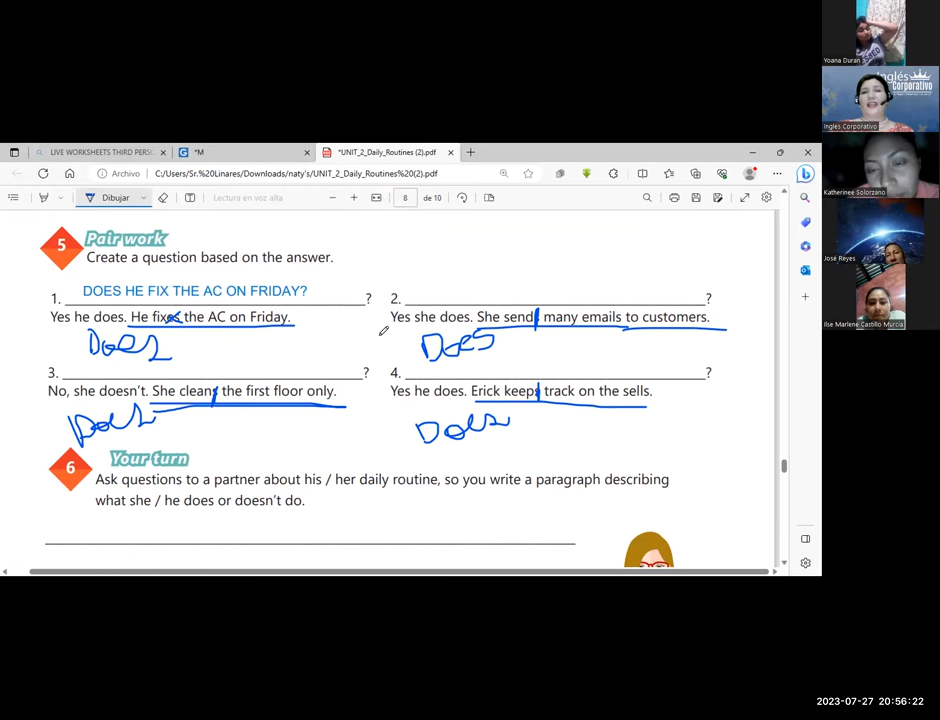 LIVE WORKSHEETS THIRD PERS
*M
*UNIT_2_Daily_Routines (2).pdf
Archivo
C:/Users/Sr.%20Linares/Downloads/naty's/UNIT_2_Daily_Routines%20(2).pdf
Dibujar
Lectura en voz alta
8
de 10
5 Pair work
Create a question based on the answer.
DOES HE FIX THE AC ON FRIDAY?
1. ?
Yes he does. He fixes the AC on Friday.
DOES
2. ?
Yes she does. She sends many emails to customers.
DOES
3. ?
No, she doesn't. She cleans the first floor only.
DOES
4. ?
Yes he does. Erick keeps track on the sells.
DOES
6 Your turn
Ask questions to a partner about his / her daily routine, so you write a paragraph describing
what she / he does or doesn't do.
Yoana Duran
Inglés
Corporativo
Ingles Corporativo
Katherinee Solorzano
José Reyes
Ilse Marlene Castillo Murcia
2023-07-27 20:56:22